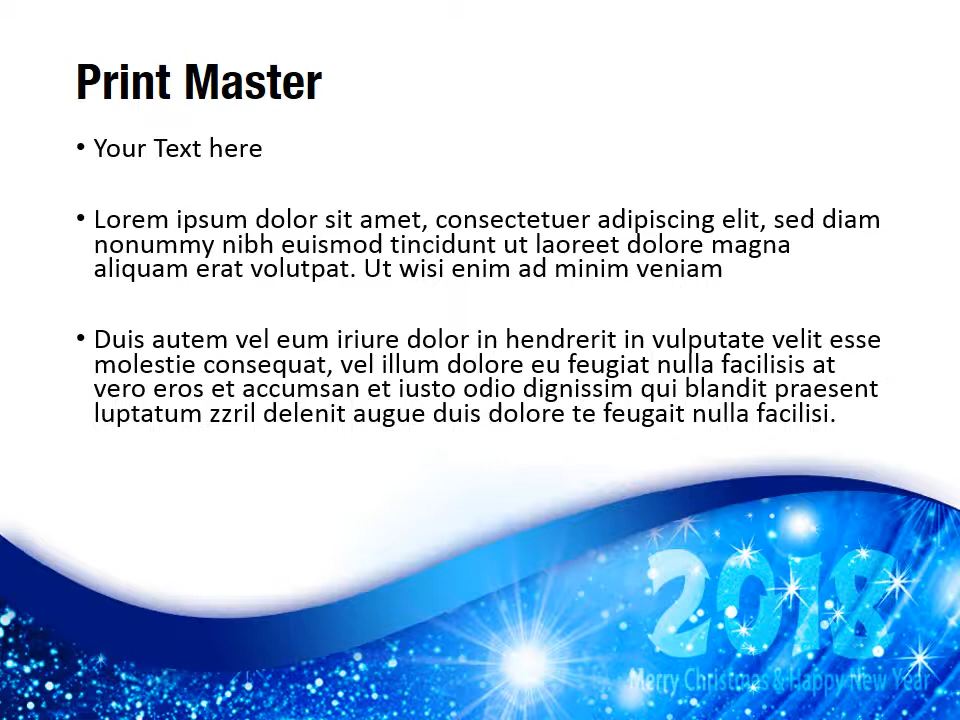 Print Master
• Your Text here
• Lorem ipsum dolor sit amet, consectetuer adipiscing elit, sed diam
nonummy nibh euismod tincidunt ut laoreet dolore magna
aliquam erat volutpat. Ut wisi enim ad minim veniam
• Duis autem vel eum iriure dolor in hendrerit in vulputate velit esse
molestie consequat, vel illum dolore eu feugiat nulla facilisis at
vero eros et accumsan et iusto odio dignissim qui blandit praesent
luptatum zzril delenit augue duis dolore te feugait nulla facilisi.
2018
Merry Christmas & Happy New Year